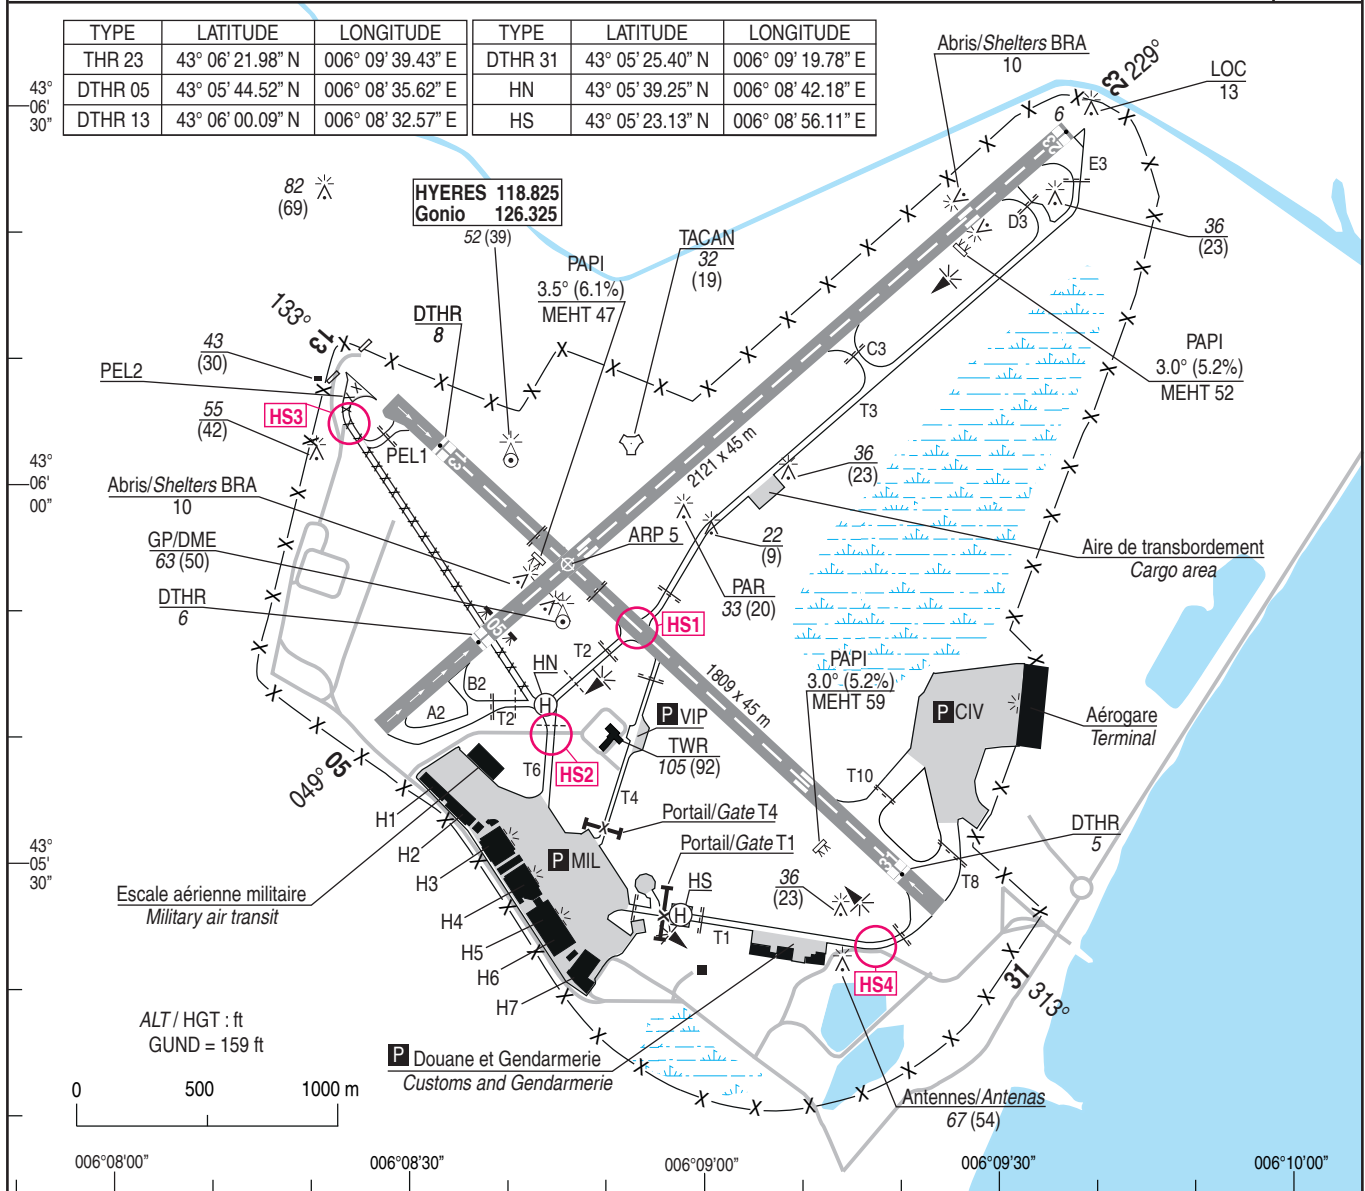 TYPE LATITUDE LONGITUDE TYPE LATITUDE LONGITUDE
THR 23 43° 06' 21.98" N 006° 09' 39.43" E DTHR 31 43° 05' 25.40" N 006° 09' 19.78" E
DTHR 05 43° 05' 44.52" N 006° 08' 35.62" E HN 43° 05' 39.25" N 006° 08' 42.18" E
DTHR 13 43° 06' 00.09" N 006° 08' 32.57" E HS 43° 05' 23.13" N 006° 08' 56.11" E
43°
06'
30"
Abris/Shelters BRA
10
23 229°
LOC
13
6
23
E3
D3
36
(23)
82
(69)
HYERES 118.825
Gonio 126.325
52 (39)
TACAN
32
(19)
PAPI
3.5° (6.1%)
MEHT 47
DTHR
8
133° 13
43
(30)
PEL2
HS3
55
(42)
PEL1
13
PAPI
3.0° (5.2%)
MEHT 52
C3
T3
2121 x 45 m
36
(23)
43°
06'
00"
Abris/Shelters BRA
10
GP/DME
63 (50)
DTHR
6
ARP 5
22
(9)
PAR
33 (20)
Aire de transbordement
Cargo area
HS1
05
T2
HN
H
B2
A2
T2
1809 x 45 m
PAPI
3.0° (5.2%)
MEHT 59
P CIV
Aérogare
Terminal
P VIP
TWR
105 (92)
HS2
T6
T4
T10
049° 05
H1
H2
H3
H4
H5
H6
H7
P MIL
Portail/Gate T4
Portail/Gate T1
DTHR
5
31
T8
43°
05'
30"
Escale aérienne militaire
Military air transit
HS
H
T1
36
(23)
HS4
31 313°
ALT / HGT : ft
GUND = 159 ft
P Douane et Gendarmerie
Customs and Gendarmerie
Antennes/Antenas
67 (54)
0 500 1000 m
006°08'00" 006°08'30" 006°09'00" 006°09'30" 006°10'00"